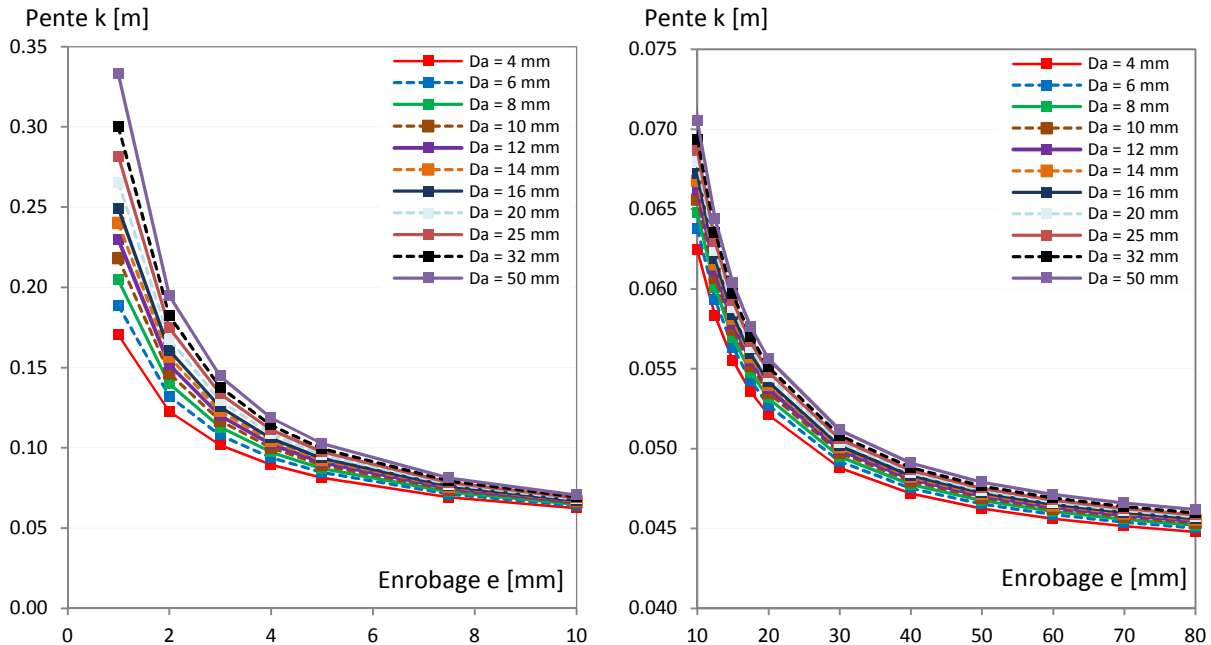 Pente k [m]
0.35
0.30
0.25
0.20
0.15
0.10
0.05
0.00
0
2
4
6
8
10
Enrobage e [mm]
Da = 4 mm
Da = 6 mm
Da = 8 mm
Da = 10 mm
Da = 12 mm
Da = 14 mm
Da = 16 mm
Da = 20 mm
Da = 25 mm
Da = 32 mm
Da = 50 mm
Pente k [m]
0.075
0.070
0.065
0.060
0.055
0.050
0.045
0.040
10
20
30
40
50
60
70
80
Enrobage e [mm]
Da = 4 mm
Da = 6 mm
Da = 8 mm
Da = 10 mm
Da = 12 mm
Da = 14 mm
Da = 16 mm
Da = 20 mm
Da = 25 mm
Da = 32 mm
Da = 50 mm